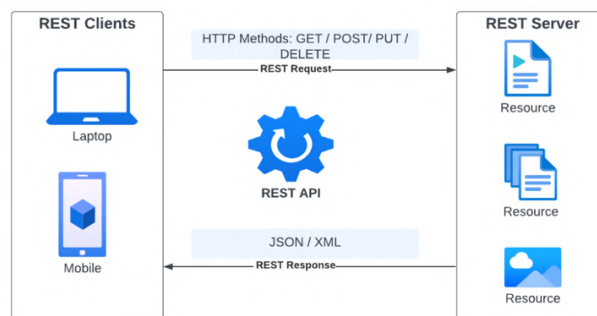 REST Clients
HTTP Methods: GET / POST/ PUT /
DELETE
REST Request
REST Server
Laptop
Resource
REST API
Resource
JSON / XML
Mobile
REST Response
Resource